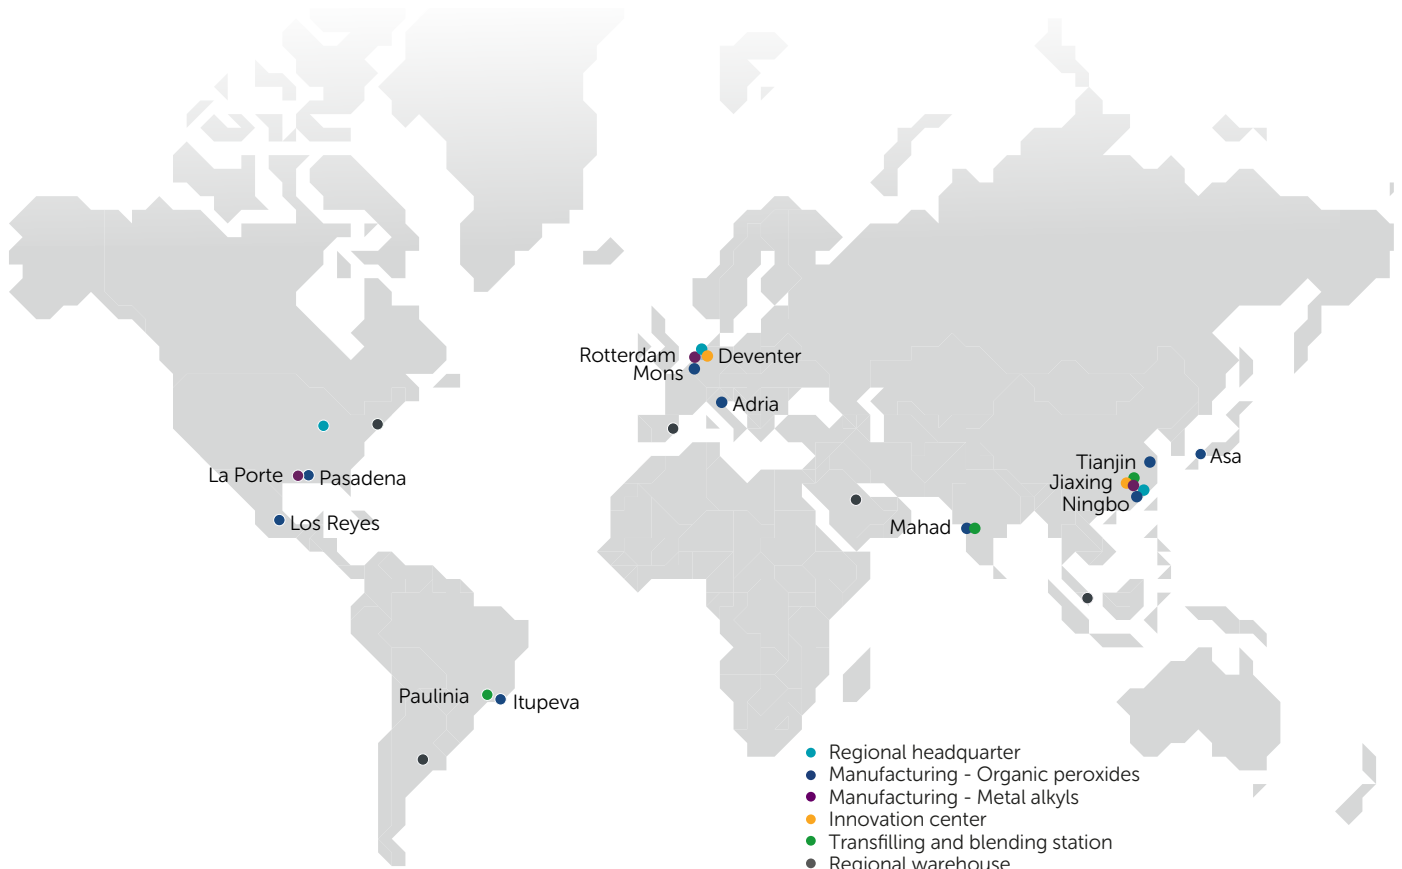 Rotterdam
Deventer
Mons
Adria
La Porte
Pasadena
Los Reyes
Tianjin
Asa
Jiaxing
Ningbo
Mahad
Paulinia
Itupeva
Regional headquarter
Manufacturing - Organic peroxides
Manufacturing - Metal alkyls
Innovation center
Transfilling and blending station
Regional warehouse